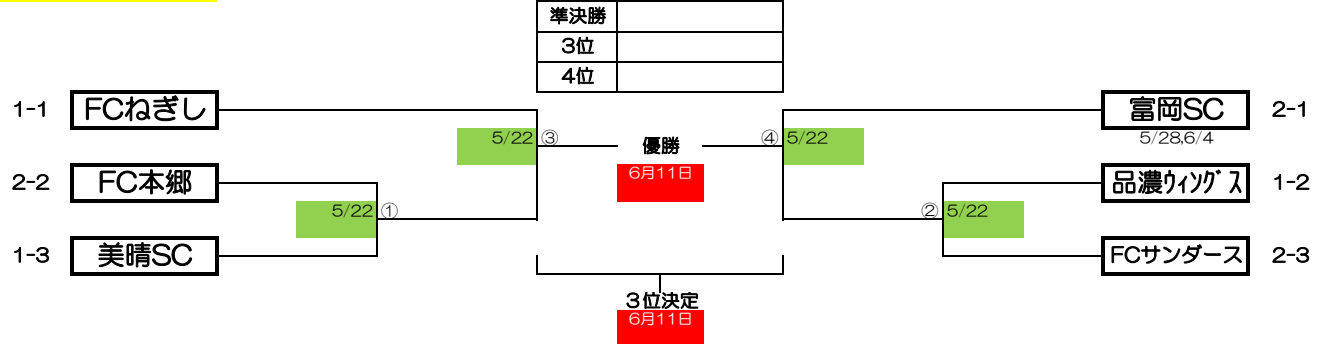 準決勝
3位
4位
1-1 FCねぎし
富岡SC 2-1
5/28,6/4
5/22 ③
優勝
④ 5/22
6月11日
2-2 FC本郷
品濃ウィングス 1-2
5/22 ①
② 5/22
1-3 美晴SC
FCサンダース 2-3
3位決定
6月11日